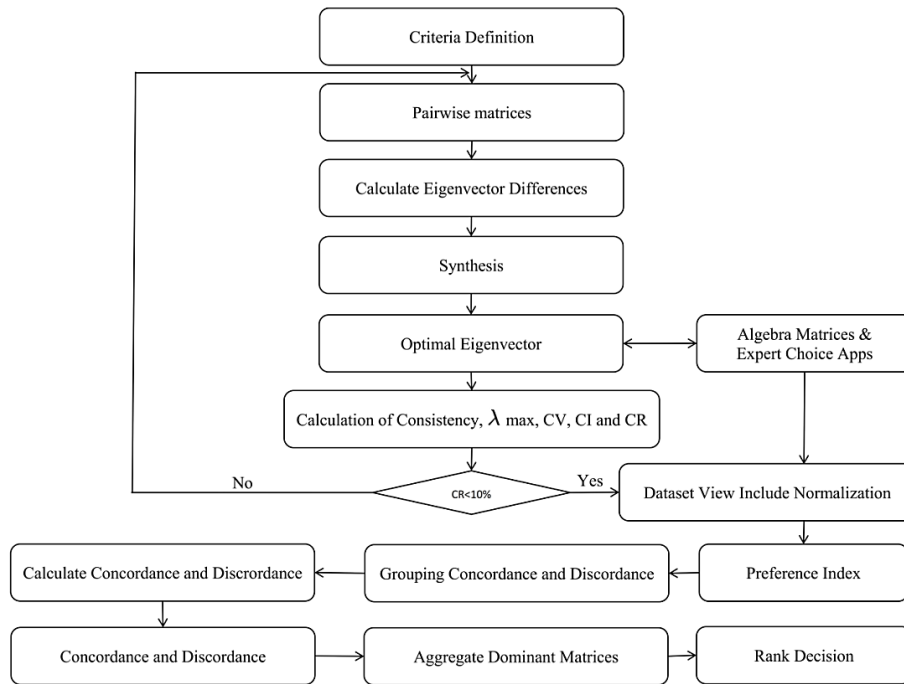 Criteria Definition
Pairwise matrices
Calculate Eigenvector Differences
Synthesis
Optimal Eigenvector
Algebra Matrices &
Expert Choice Apps
Calculation of Consistency, λ max, CV, CI and CR
No
CR<10%
Yes
Dataset View Include Normalization
Calculate Concordance and Discrordance
Grouping Concordance and Discordance
Preference Index
Concordance and Discordance
Aggregate Dominant Matrices
Rank Decision